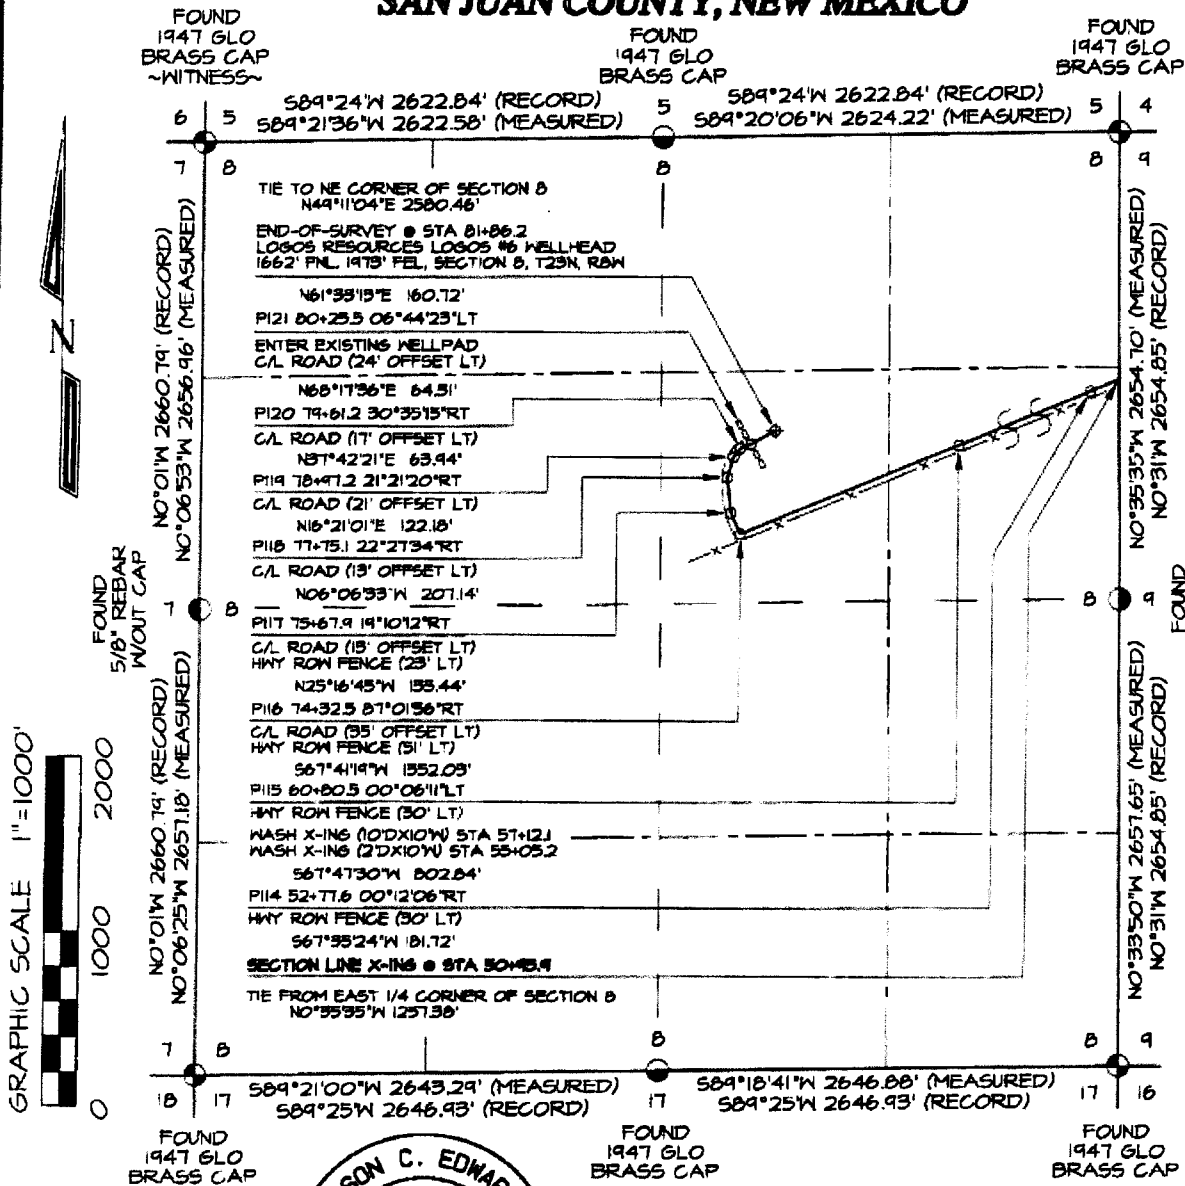 SAN JUAN COUNTY, NEW MEXICO
FOUND
1947 GLO
BRASS CAP
~WITNESS~
FOUND
1947 GLO
BRASS CAP
FOUND
1947 GLO
BRASS CAP
S89°24'W 2622.84' (RECORD)
S89°21'36"W 2622.58' (MEASURED)
S89°24'W 2622.84' (RECORD)
S89°20'06"W 2624.22' (MEASURED)
6 5
5
5 4
7 8
8
8 9
TIE TO NE CORNER OF SECTION 8
N49°11'04"E 2580.46'
END-OF-SURVEY @ STA 81+86.2
LOGOS RESOURCES LOGOS #6 WELLHEAD
1662' FNL 1973' FEL, SECTION 8, T23N, R8W
N61°33'13"E 160.72'
PI21 80+25.5 06°44'23"LT
ENTER EXISTING WELLPAD
C/L ROAD (24' OFFSET LT)
N68°17'36"E 64.31'
PI20 79+61.2 30°35'15"RT
C/L ROAD (17' OFFSET LT)
N37°42'21"E 63.94'
PI19 78+97.2 21°21'20"RT
C/L ROAD (21' OFFSET LT)
N16°21'01"E 122.18'
PI18 77+75.1 22°27'34"RT
C/L ROAD (13' OFFSET LT)
N06°06'33"W 207.14'
PI17 75+67.9 19°10'12"RT
C/L ROAD (15' OFFSET LT)
HWY ROW FENCE (23' LT)
N25°16'45"W 135.44'
PI16 74+32.5 87°01'56"RT
C/L ROAD (35' OFFSET LT)
HWY ROW FENCE (51' LT)
S67°41'19"W 1352.03'
PI15 60+80.5 00°06'11"LT
HWY ROW FENCE (30' LT)
WASH X-ING (10'DX10'W) STA 57+12.1
WASH X-ING (2'DX10'W) STA 55+05.2
S67°47'30"W 802.84'
PI14 52+77.6 00°12'06"RT
HWY ROW FENCE (30' LT)
S67°35'24"W 181.72'
SECTION LINE X-ING @ STA 50+95.9
TIE FROM EAST 1/4 CORNER OF SECTION 8
N0°35'35"W 1257.38'
N0°01'W 2660.79' (RECORD)
N0°06'53"W 2656.96' (MEASURED)
N0°35'35"W 2654.70' (MEASURED)
N0°31'W 2654.85' (RECORD)
N
FOUND
5/8" REBAR
W/OUT CAP
7 8
8 9
FOUND
N0°01'W 2660.79' (RECORD)
N0°06'25"W 2657.18' (MEASURED)
N0°33'50"W 2657.65' (MEASURED)
N0°31'W 2654.85' (RECORD)
GRAPHIC SCALE 1"=1000'
0 1000 2000
7 8
8
8 9
18 17
17
17 16
S89°21'00"W 2643.29' (MEASURED)
S89°25'W 2646.93' (RECORD)
S89°18'41"W 2646.88' (MEASURED)
S89°25'W 2646.93' (RECORD)
FOUND
1947 GLO
BRASS CAP
FOUND
1947 GLO
BRASS CAP
FOUND
1947 GLO
BRASS CAP
SON C. EDWA